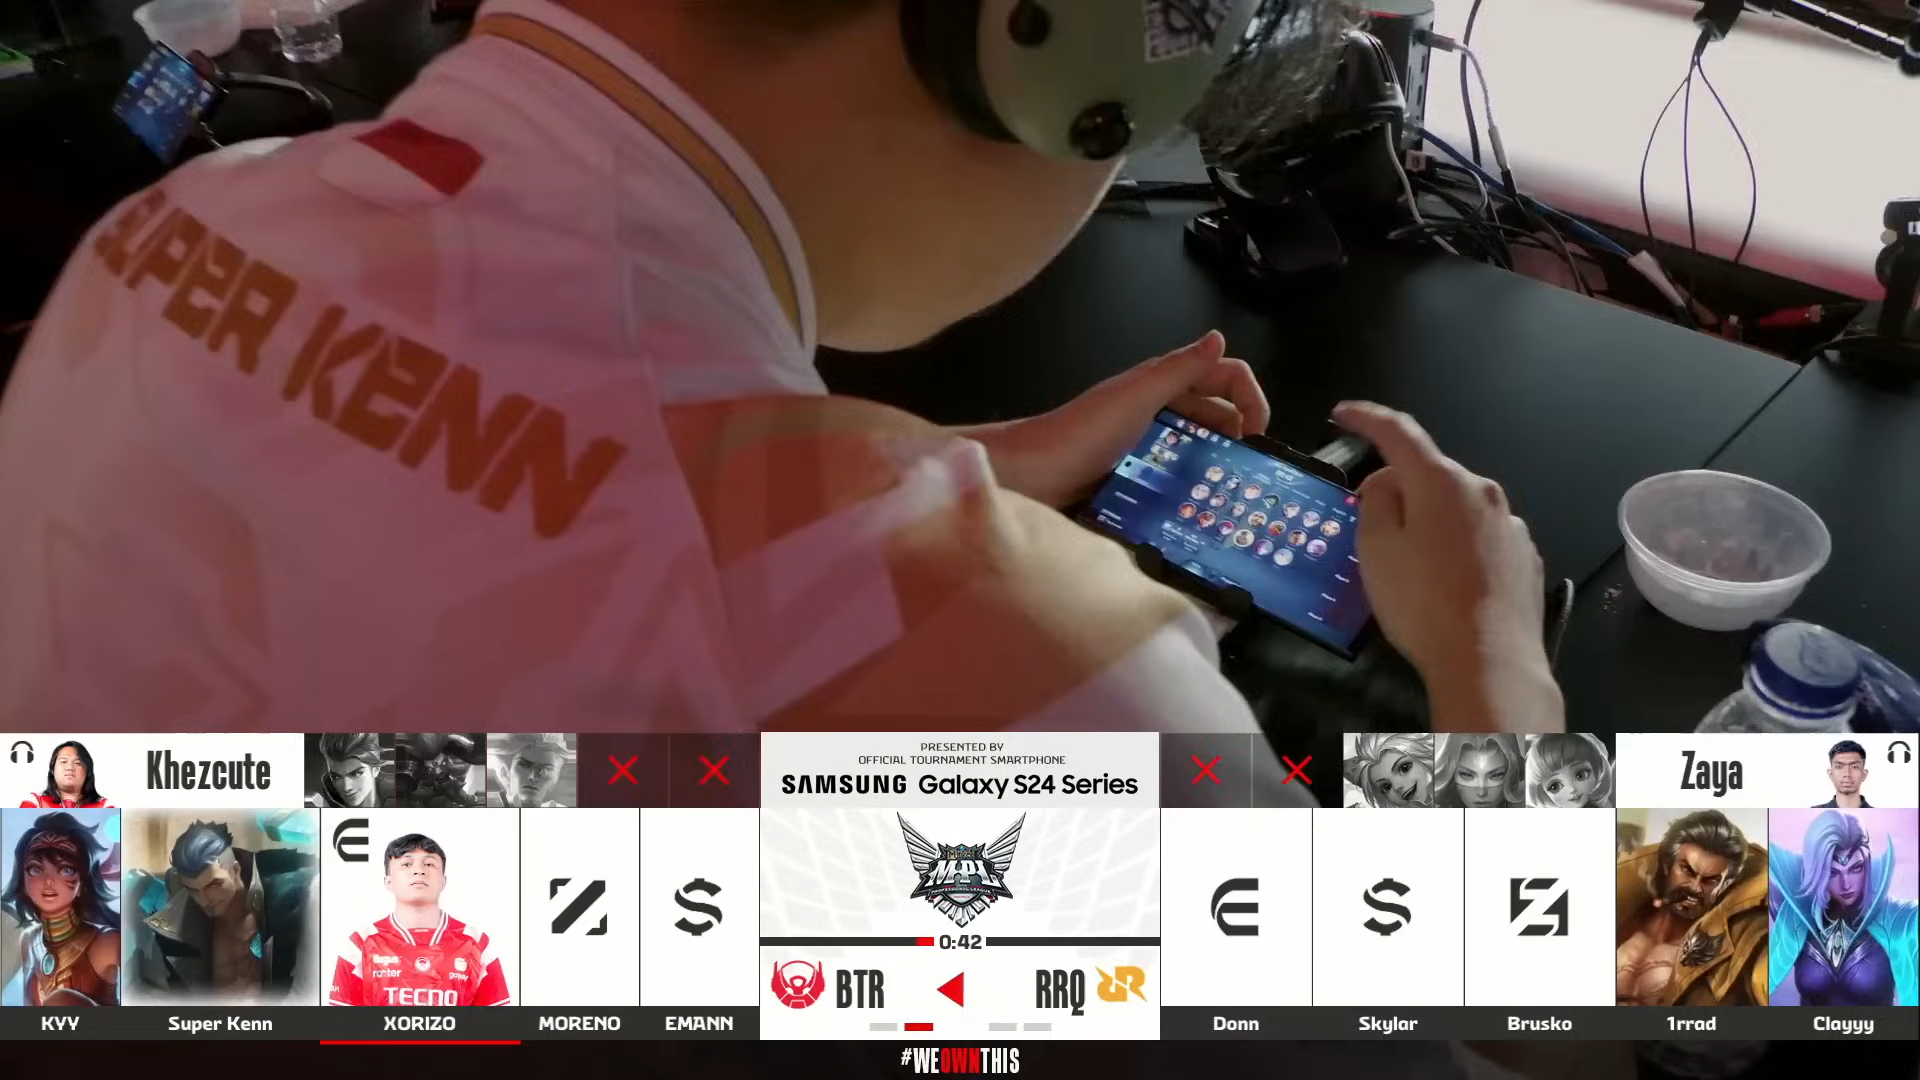 SUPER KENN
Khezcute
PRESENTED BY
OFFICIAL TOURNAMENT SMARTPHONE
SAMSUNG Galaxy S24 Series
Zaya
MPL
TECNO
0:42
BTR
RRQ
KYY
Super Kenn
XORIZO
MORENO
EMANN
Donn
Skylar
Brusko
1rrad
Clayyy
#WEOWNTHIS